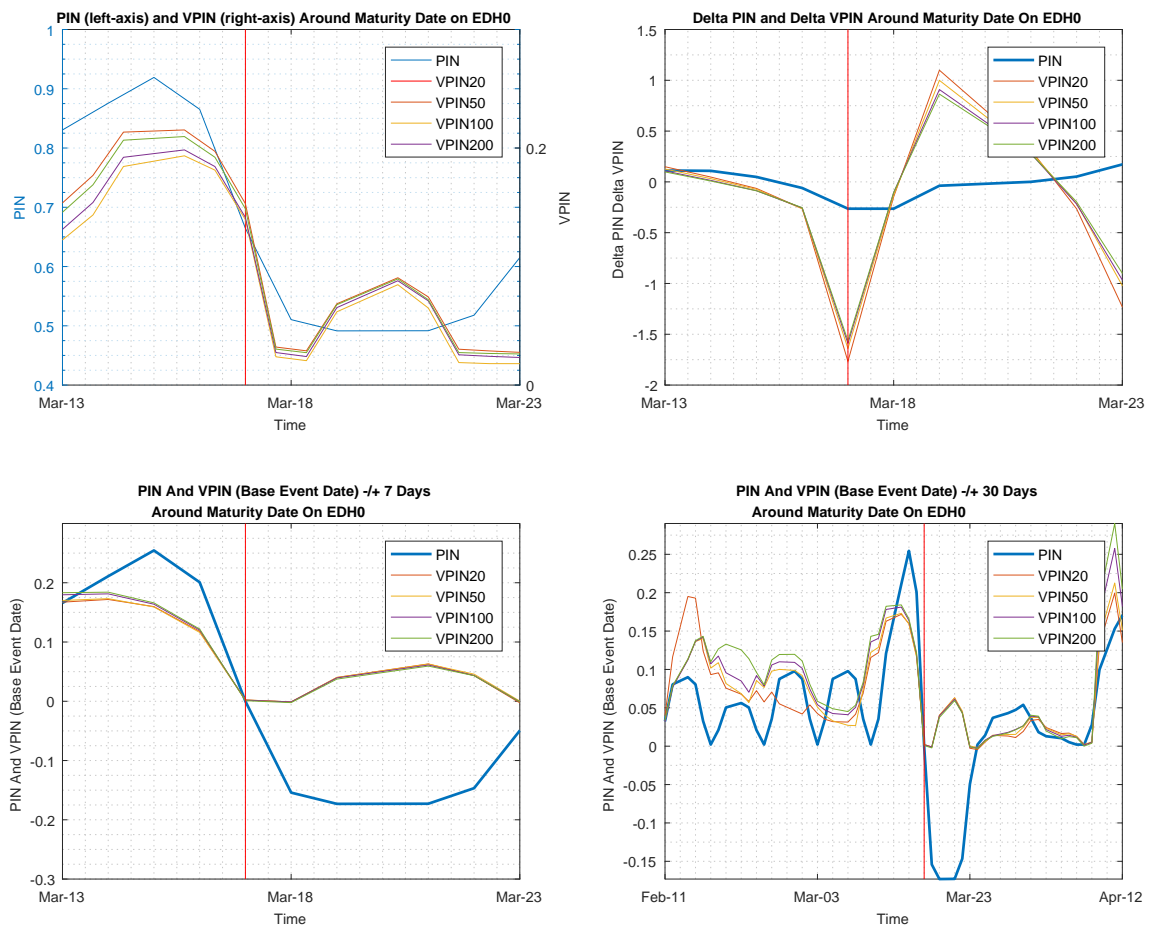 PIN (left-axis) and VPIN (right-axis) Around Maturity Date on EDH0
1
0.9
0.8
0.7
0.6
0.5
0.4
PIN
0.2
0
VPIN
Mar-13
Mar-18
Mar-23
Time
PIN
VPIN20
VPIN50
VPIN100
VPIN200
Delta PIN and Delta VPIN Around Maturity Date On EDH0
1.5
1
0.5
0
-0.5
-1
-1.5
-2
Delta PIN Delta VPIN
Mar-13
Mar-18
Mar-23
Time
PIN
VPIN20
VPIN50
VPIN100
VPIN200
PIN And VPIN (Base Event Date) -/+ 7 Days
Around Maturity Date On EDH0
0.2
0.1
0
-0.1
-0.2
-0.3
PIN And VPIN (Base Event Date)
Mar-13
Mar-18
Mar-23
Time
PIN
VPIN20
VPIN50
VPIN100
VPIN200
PIN And VPIN (Base Event Date) -/+ 30 Days
Around Maturity Date On EDH0
0.25
0.2
0.15
0.1
0.05
0
-0.05
-0.1
-0.15
PIN And VPIN (Base Event Date)
Feb-11
Mar-03
Mar-23
Apr-12
Time
PIN
VPIN20
VPIN50
VPIN100
VPIN200